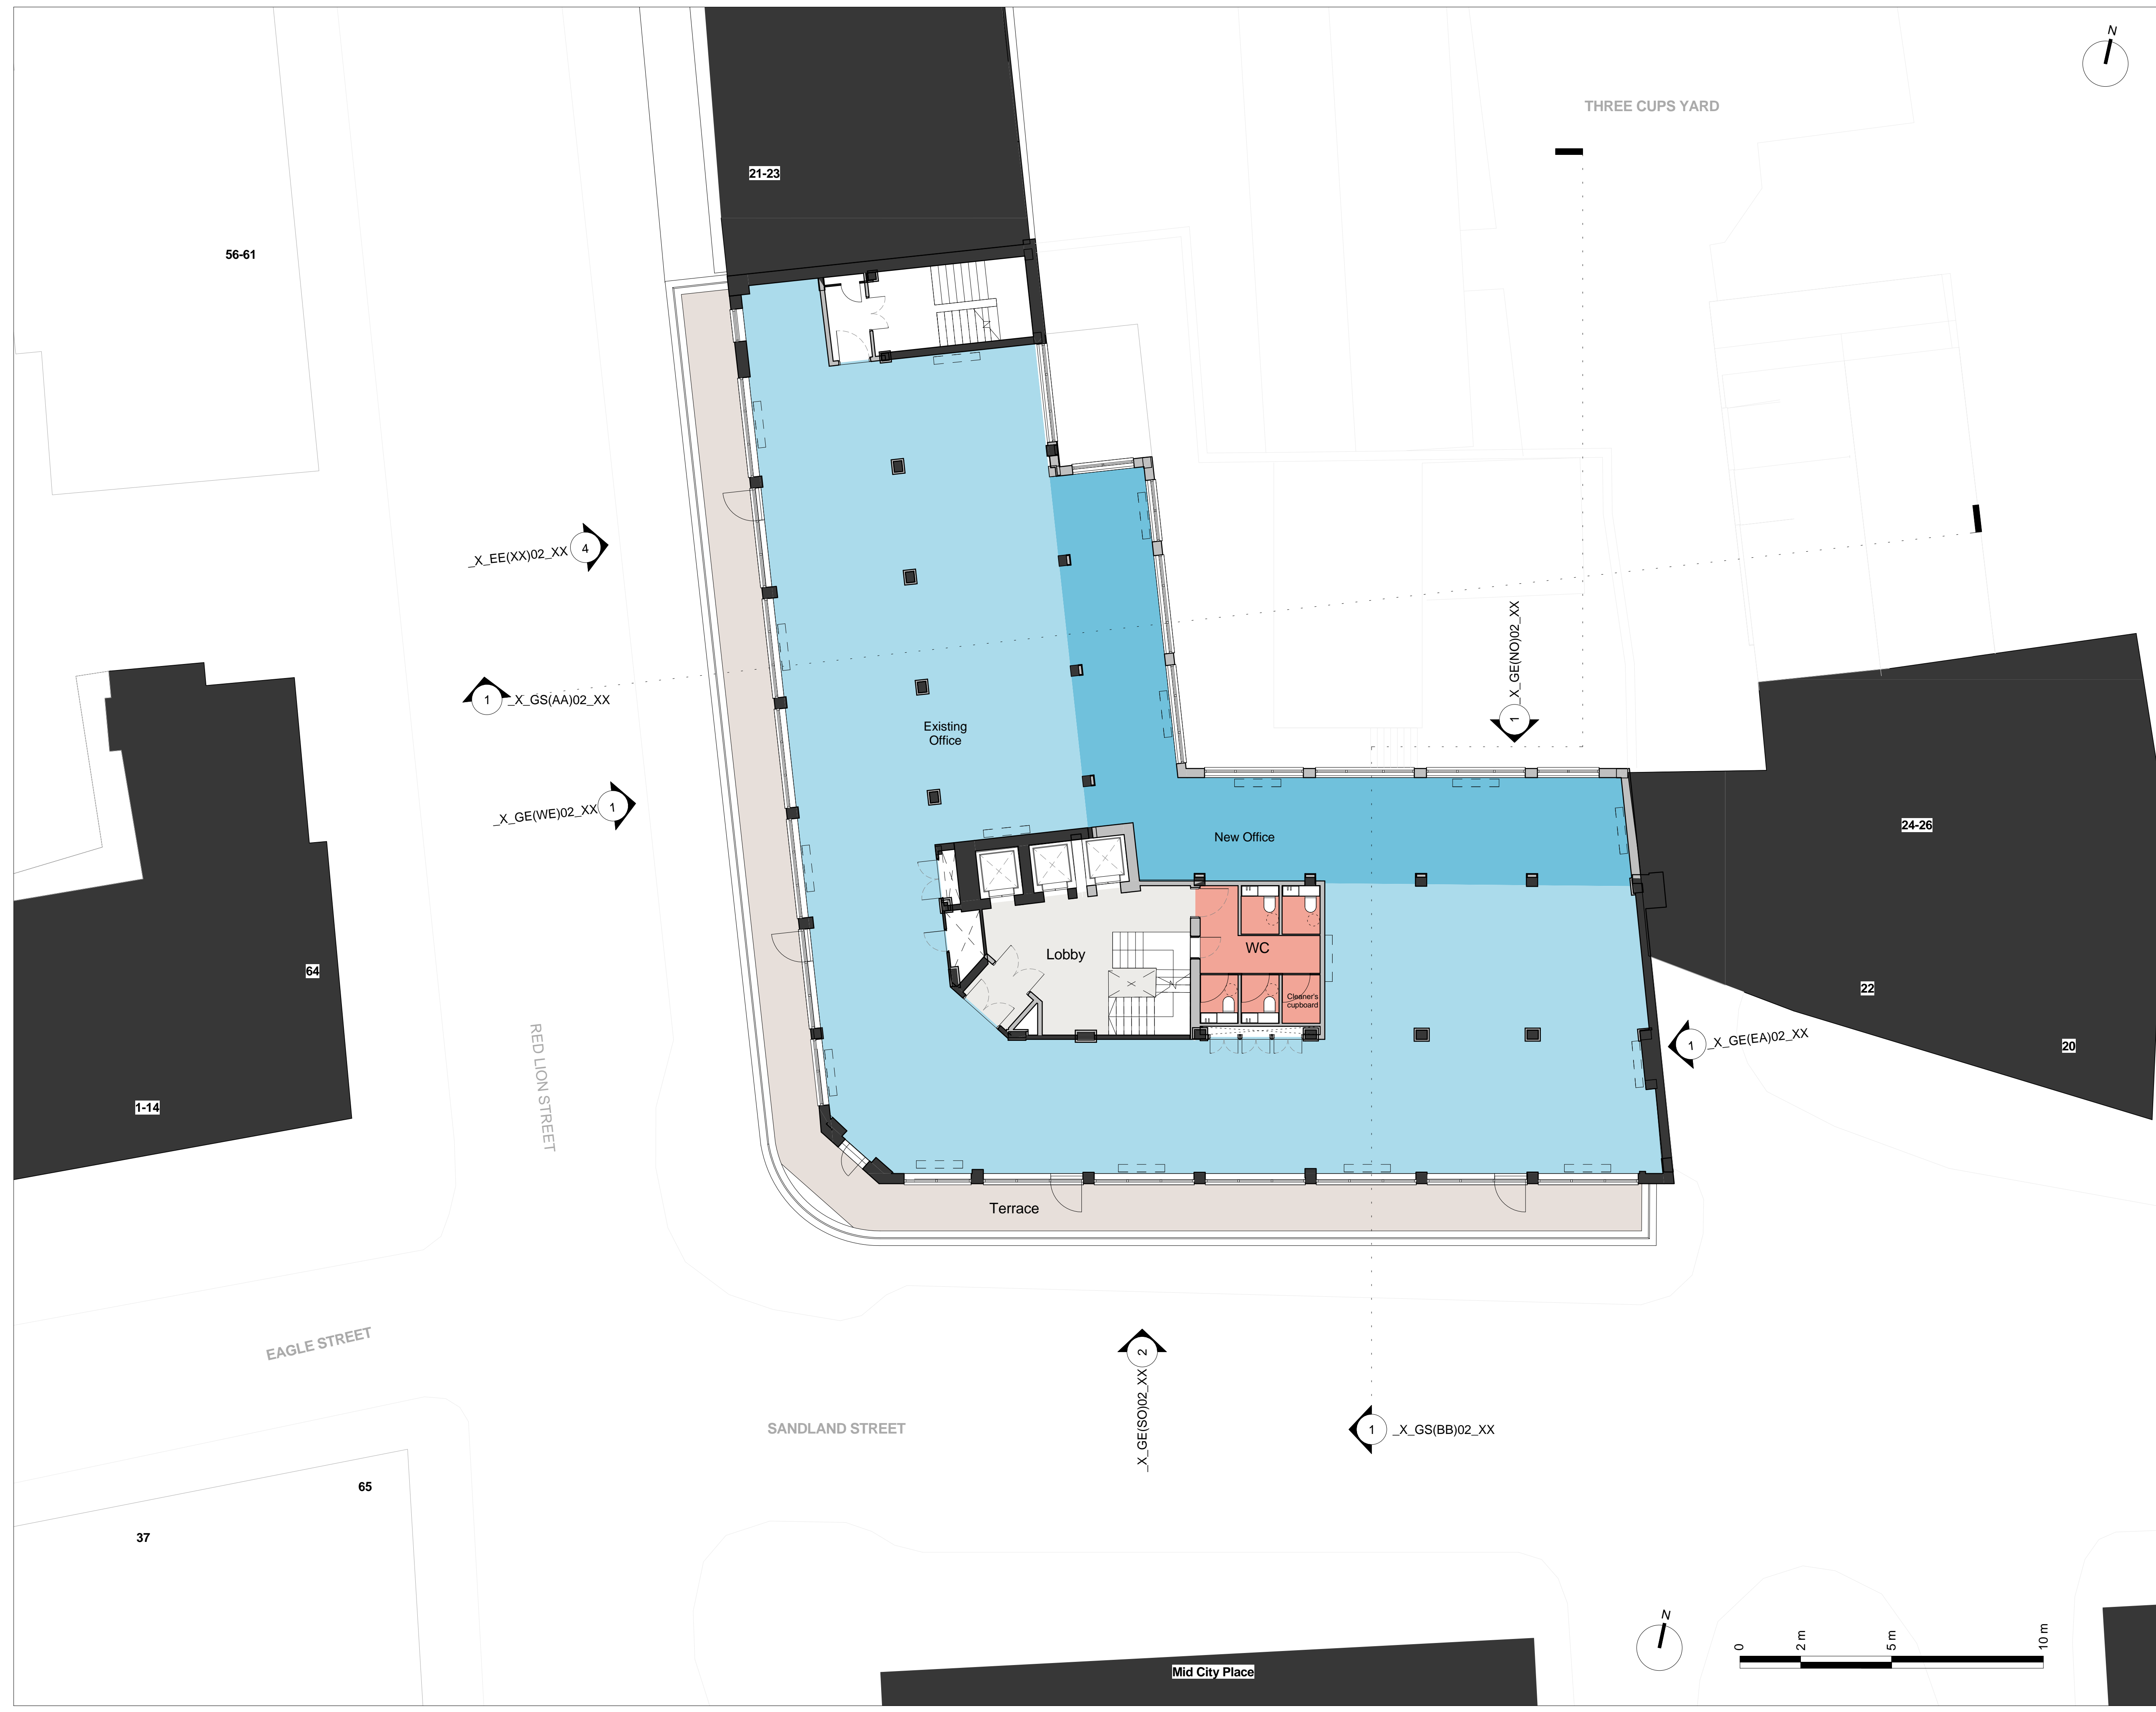 N
THREE CUPS YARD
21-23
56-61
_X_EE(XX)02_XX
4
1
_X_GS(AA)02_XX
_X_GE(NO)02_XX
1
Existing
Office
_X_GE(WE)02_XX
1
New Office
24-26
Lobby
WC
64
22
Cleaner's
cupboard
1
_X_GE(EA)02_XX
20
RED LION STREET
1-14
Terrace
EAGLE STREET
2
_X_GE(SO)02_XX
SANDLAND STREET
1
_X_GS(BB)02_XX
65
37
N
0
2 m
5 m
10 m
Mid City Place